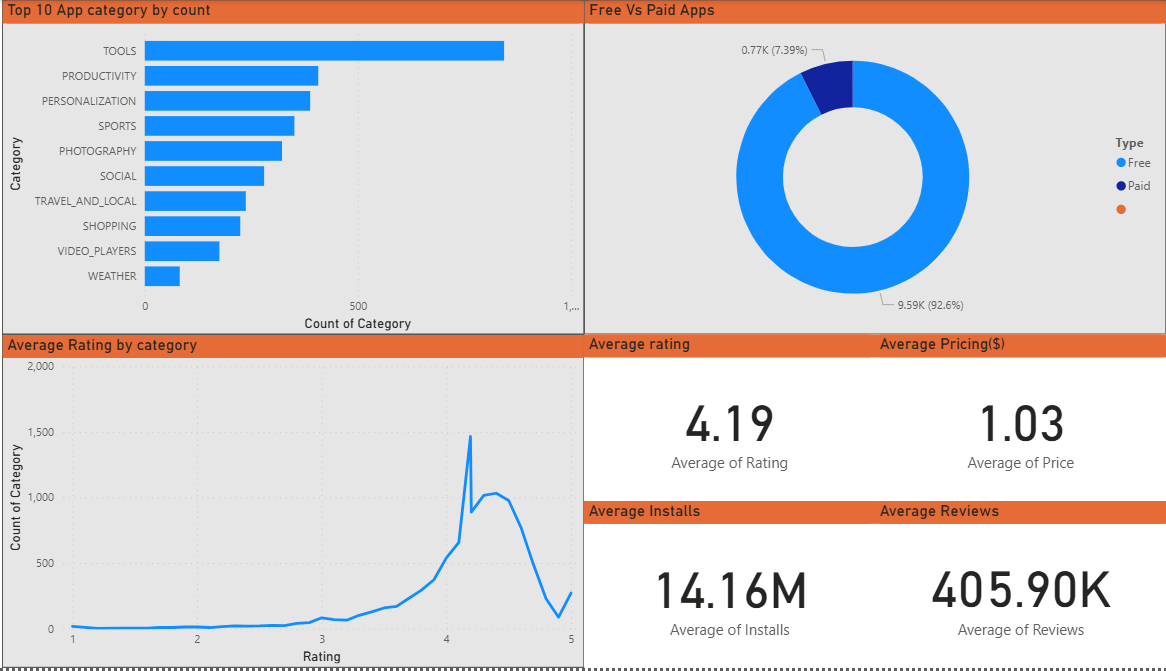 Top 10 App category by count
TOOLS
PRODUCTIVITY
PERSONALIZATION
SPORTS
PHOTOGRAPHY
SOCIAL
TRAVEL_AND_LOCAL
SHOPPING
VIDEO_PLAYERS
WEATHER
Category
0 500 1,...
Count of Category
Free Vs Paid Apps
0.77K (7.39%)
9.59K (92.6%)
Type
Free
Paid
Average Rating by category
2,000
1,500
1,000
500
0
Count of Category
1 2 3 4 5
Rating
Average rating
4.19
Average of Rating
Average Pricing($)
1.03
Average of Price
Average Installs
14.16M
Average of Installs
Average Reviews
405.90K
Average of Reviews